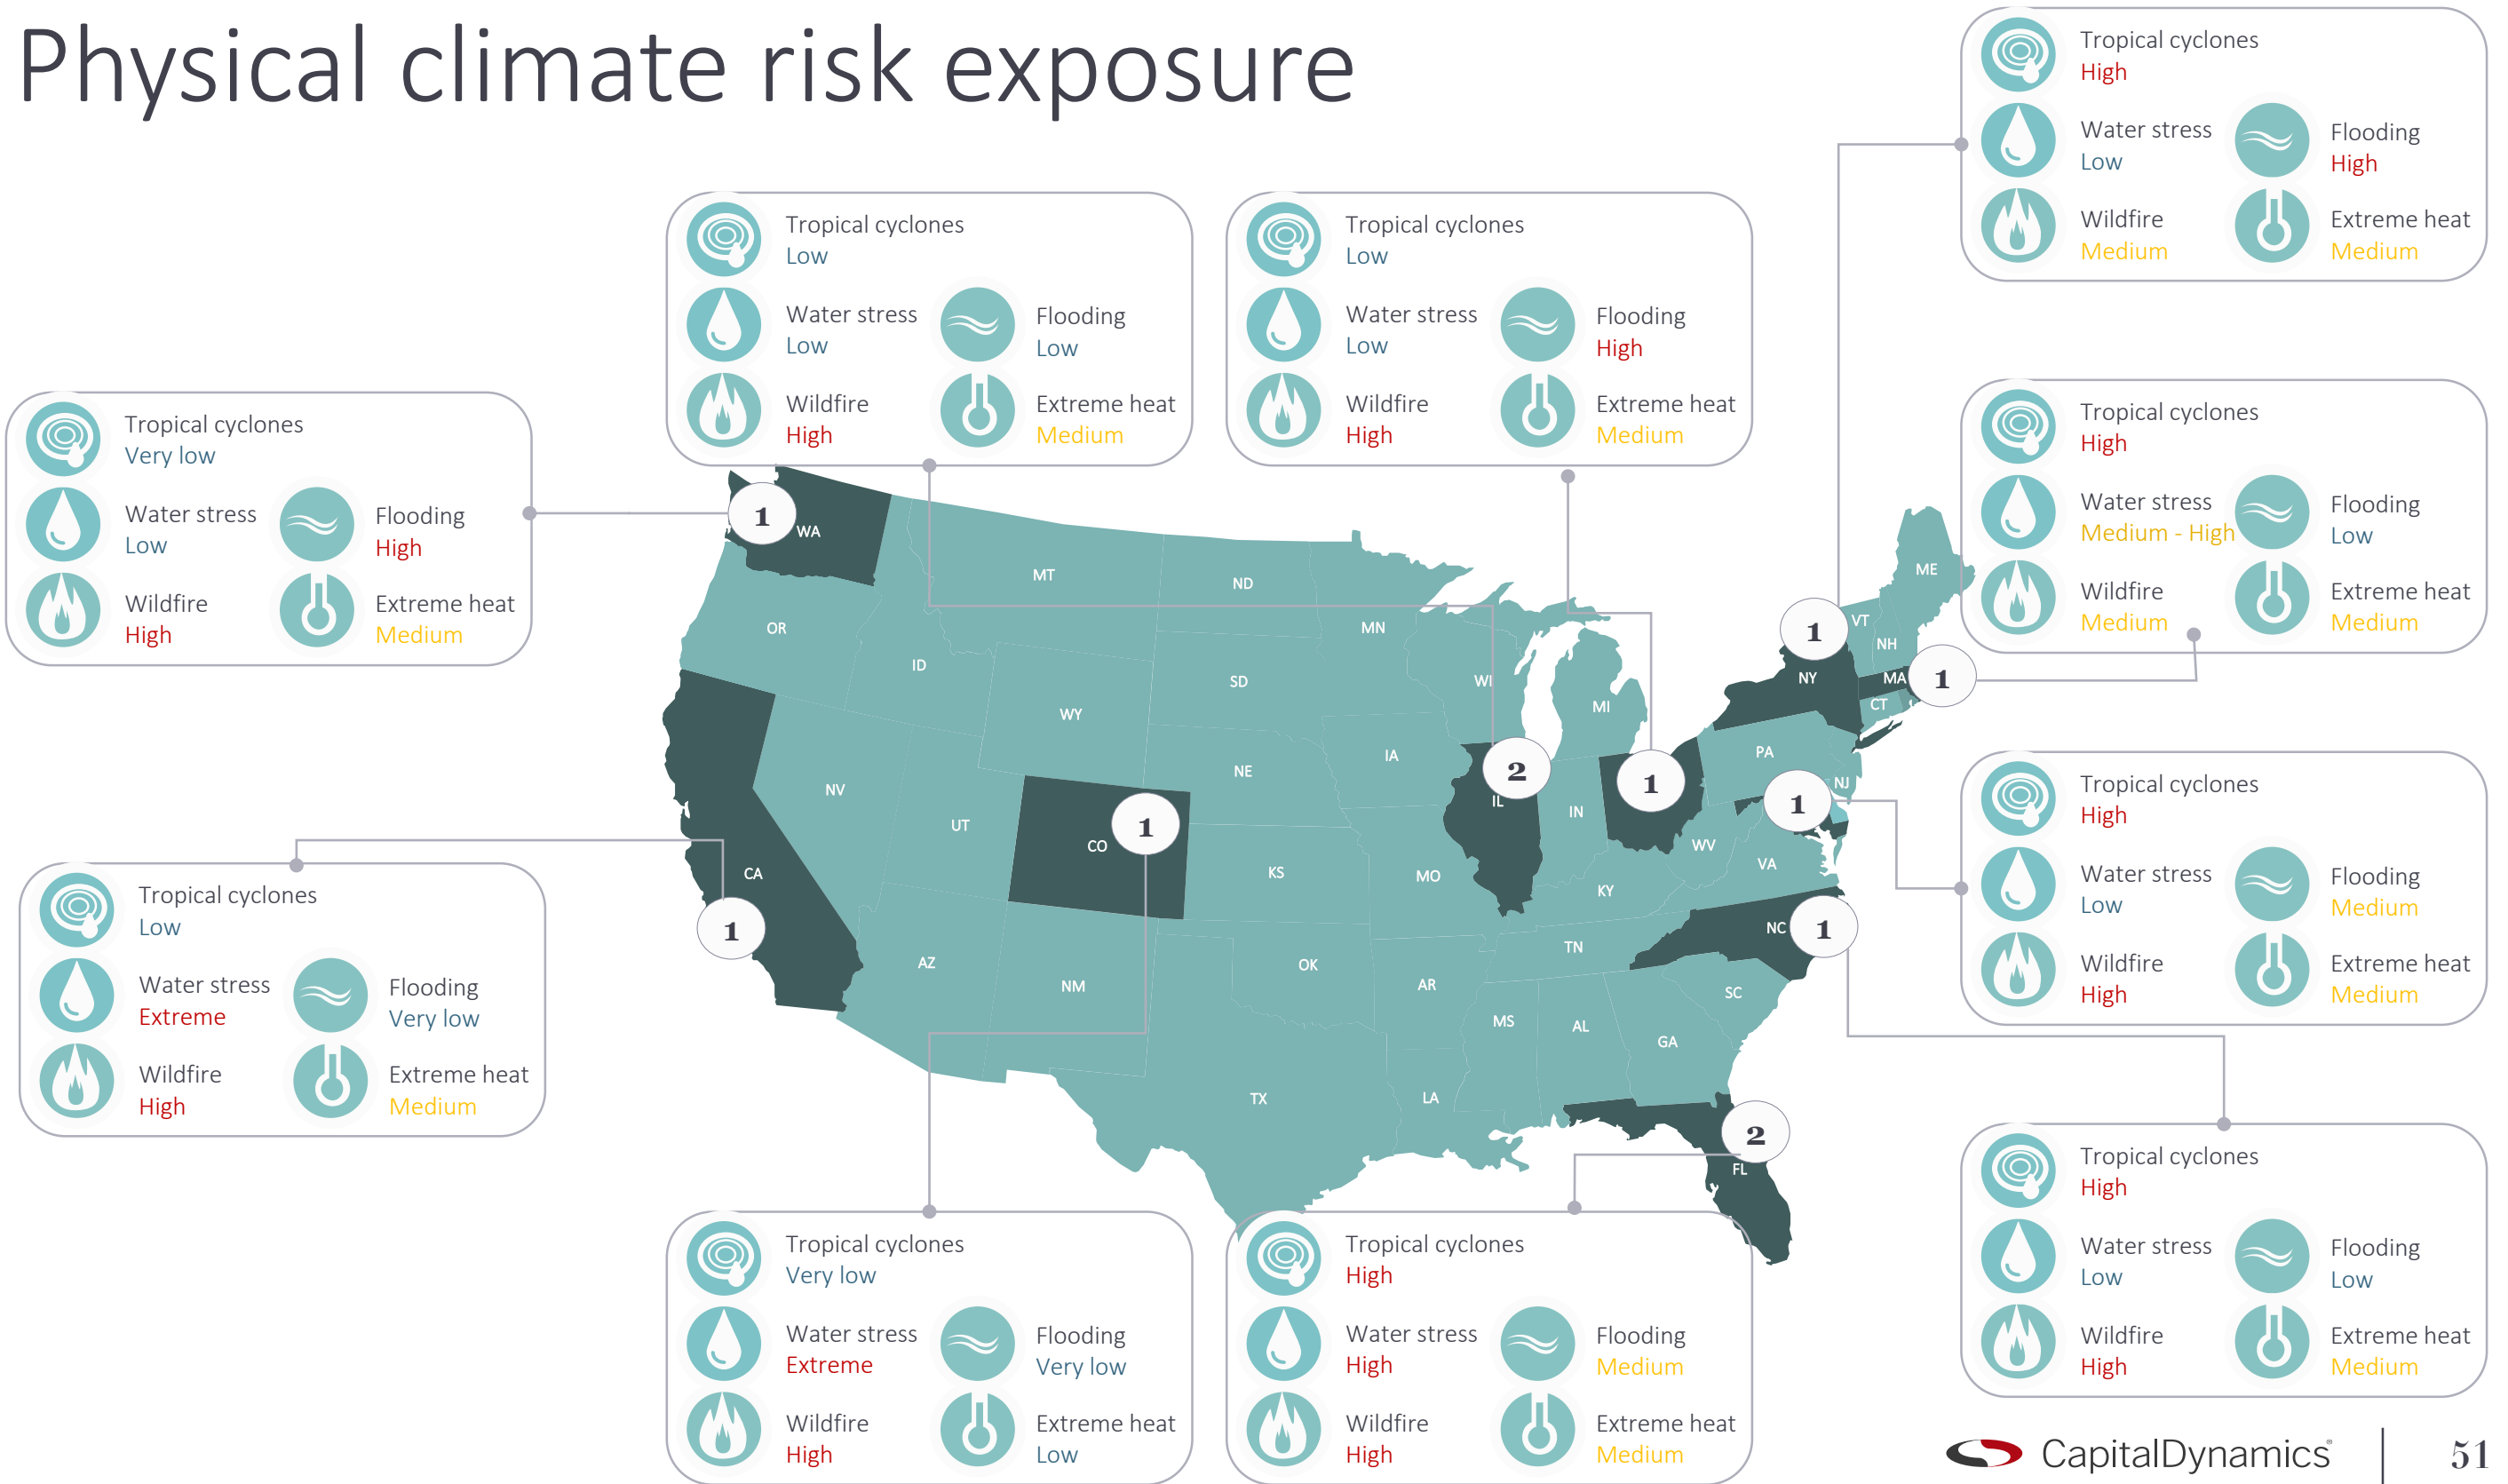 Physical climate risk exposure
Tropical cyclones
High
Water stress
Low
Flooding
High
Wildfire
Medium
Extreme heat
Medium
Tropical cyclones
Low
Water stress
Low
Flooding
Low
Wildfire
High
Extreme heat
Medium
Tropical cyclones
Low
Water stress
Low
Flooding
High
Wildfire
High
Extreme heat
Medium
Tropical cyclones
Very low
Water stress
Low
Flooding
High
Wildfire
High
Extreme heat
Medium
Tropical cyclones
High
Water stress
Medium - High
Flooding
Low
Wildfire
Medium
Extreme heat
Medium
1
WA
MT
ND
MN
OR
ID
SD
WI
WY
MI
ME
VT
NH
1
NY
MA
1
CT
IA
NE
PA
NJ
NV
UT
CO
1
2
IL
1
IN
1
WV
VA
CA
1
KS
MO
KY
NC
1
TN
AZ
NM
OK
AR
SC
MS
AL
GA
TX
LA
2
FL
Tropical cyclones
High
Water stress
Low
Flooding
Medium
Wildfire
High
Extreme heat
Medium
Tropical cyclones
Low
Water stress
Extreme
Flooding
Very low
Wildfire
High
Extreme heat
Medium
Tropical cyclones
Very low
Water stress
Extreme
Flooding
Very low
Wildfire
High
Extreme heat
Low
Tropical cyclones
High
Water stress
High
Flooding
Medium
Wildfire
High
Extreme heat
Medium
Tropical cyclones
High
Water stress
Low
Flooding
Low
Wildfire
High
Extreme heat
Medium
CapitalDynamics®
51